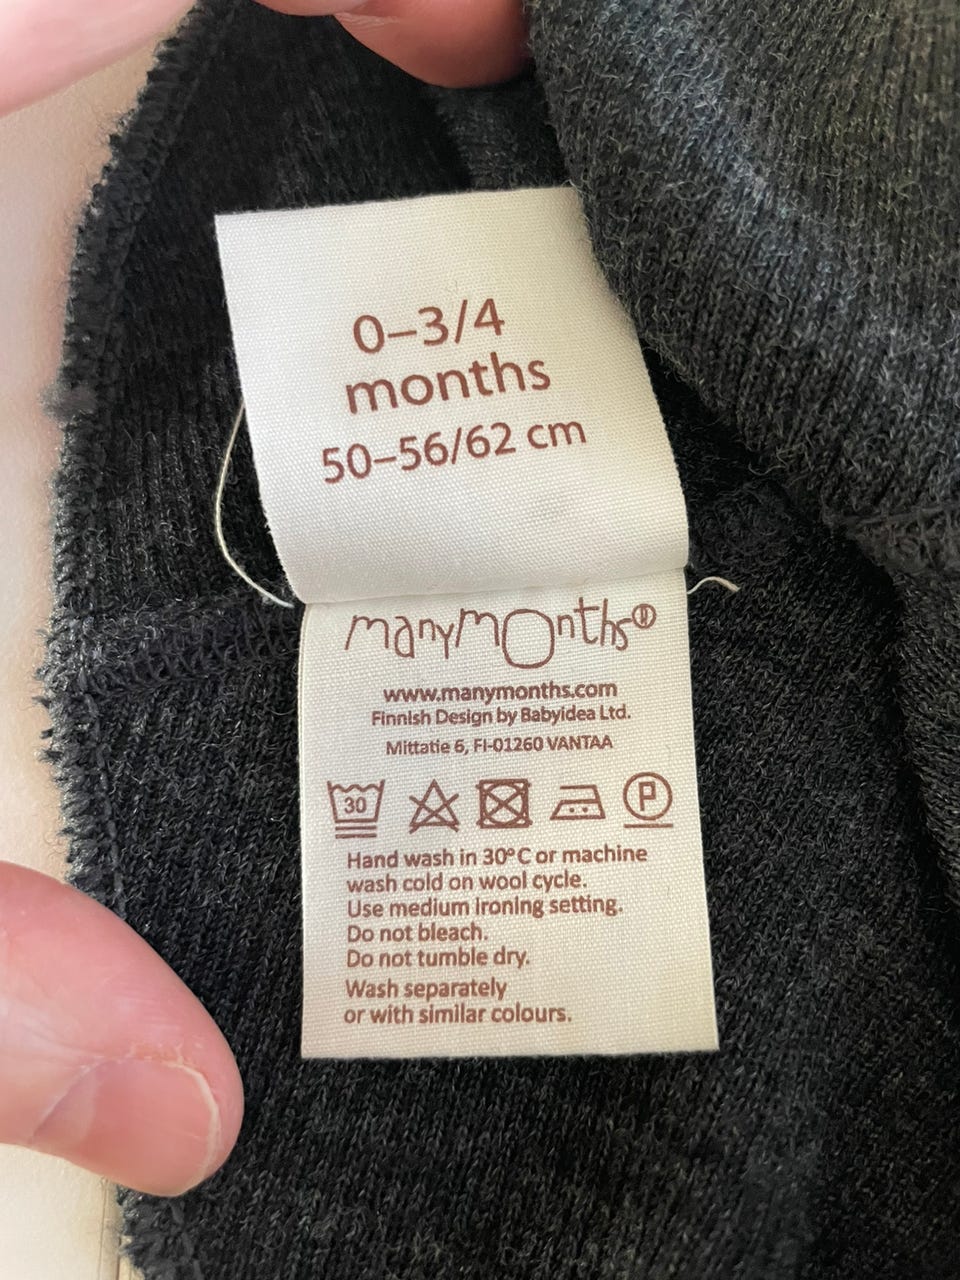 0–3/4
months
50–56/62 cm
manymonths®
www.manymonths.com
Finnish Design by Babyidea Ltd.
Mittatie 6, FI-01260 VANTAA
30
P
Hand wash in 30°C or machine
wash cold on wool cycle.
Use medium ironing setting.
Do not bleach.
Do not tumble dry.
Wash separately
or with similar colours.